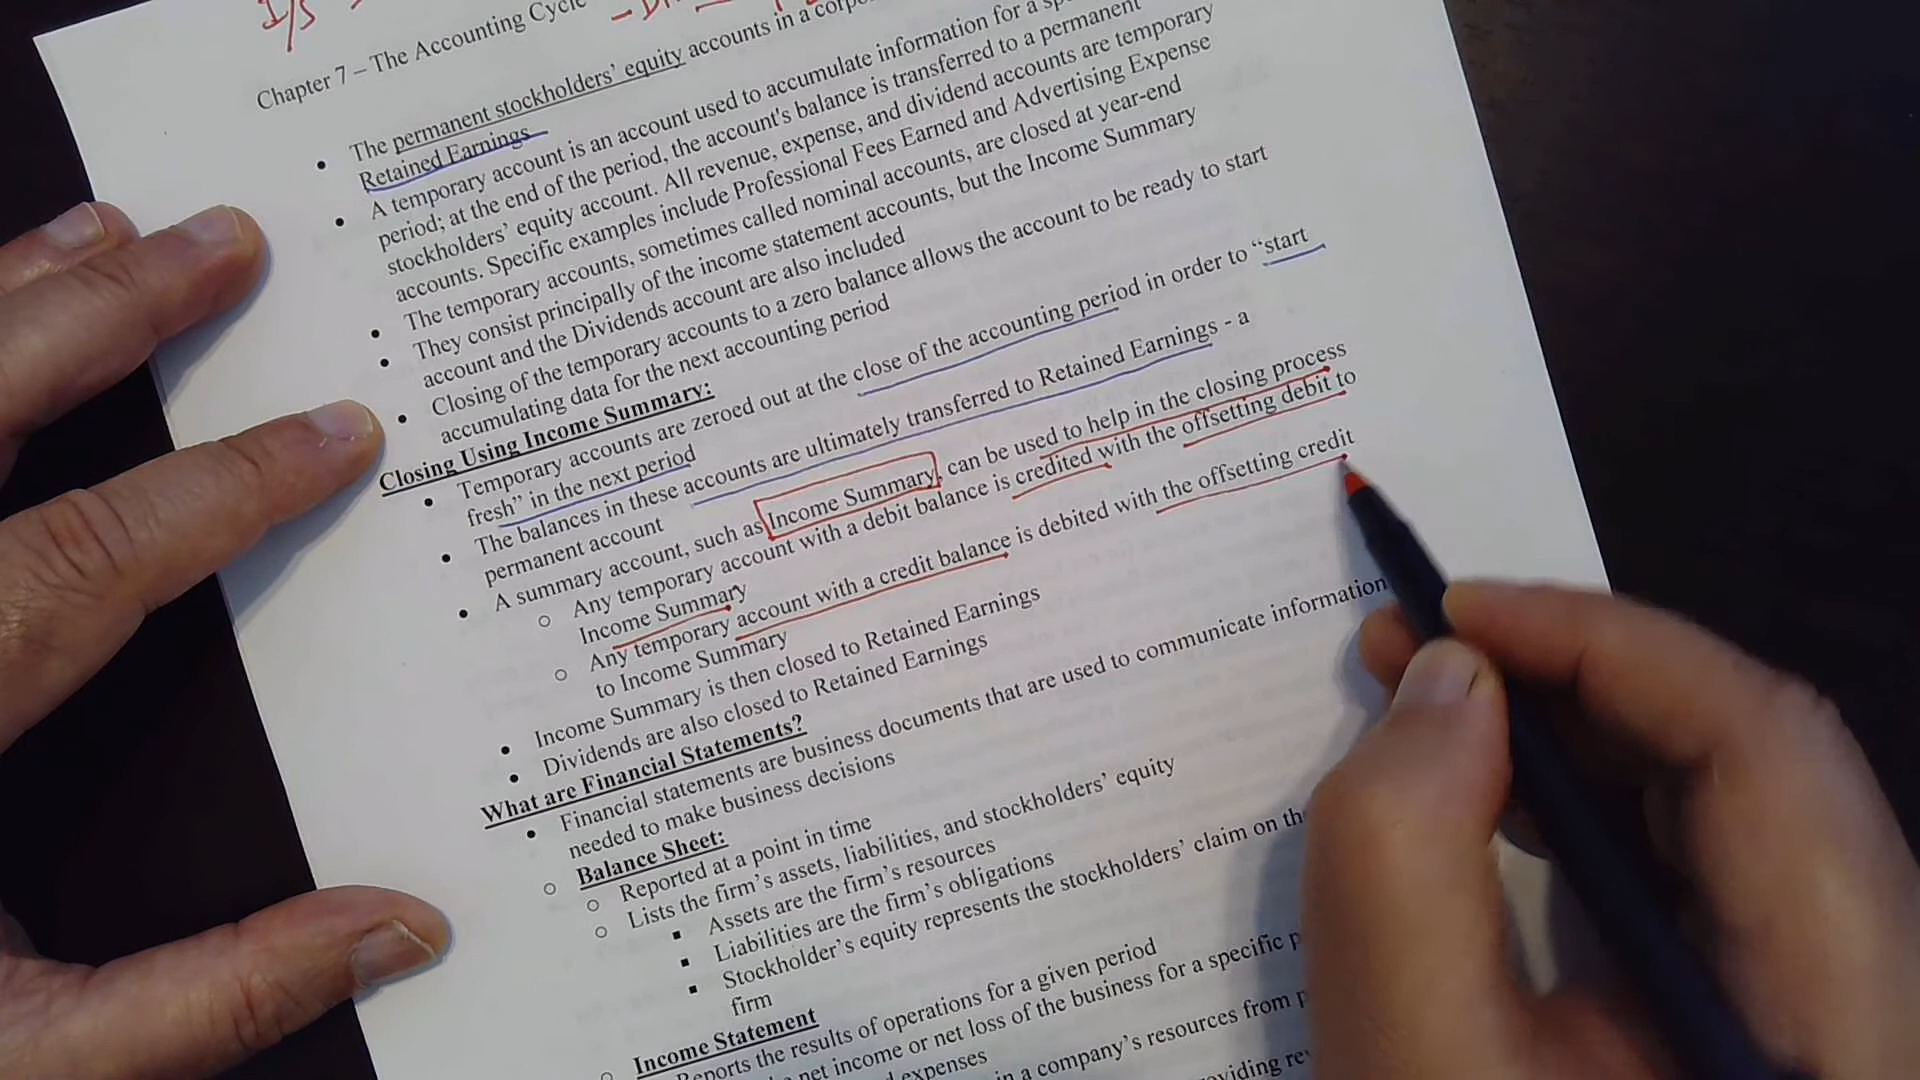 I/S
Chapter 7 – The Accounting Cycle
• The permanent stockholders' equity accounts in a
Retained Earnings
• A temporary account is an account used to accumulate information for a
period; at the end of the period, the account's balance is transferred to a permanent
stockholders' equity account. All revenue, expense, and dividend accounts are temporary
accounts. Specific examples include Professional Fees Earned and Advertising Expense
• The temporary accounts, sometimes called nominal accounts, are closed at year-end
• They consist principally of the income statement accounts, but the Income Summary
account and the Dividends account are also included
• Closing of the temporary accounts to a zero balance allows the account to be ready to start
accumulating data for the next accounting period
Closing Using Income Summary:
• Temporary accounts are zeroed out at the close of the accounting period in order to “start
fresh” in the next period
• The balances in these accounts are ultimately transferred to Retained Earnings - a
permanent account
• A summary account, such as Income Summary, can be used to help in the closing process
○ Any temporary account with a debit balance is credited with the offsetting debit to
Income Summary
○ Any temporary account with a credit balance is debited with the offsetting credit
to Income Summary
• Income Summary is then closed to Retained Earnings
• Dividends are also closed to Retained Earnings
What are Financial Statements?
• Financial statements are business documents that are used to communicate information
needed to make business decisions
○ Balance Sheet:
○ Reported at a point in time
○ Lists the firm's assets, liabilities, and stockholders' equity
▪ Assets are the firm's resources
▪ Liabilities are the firm's obligations
▪ Stockholder's equity represents the stockholders' claim on
firm
○ Income Statement
Reports the results of operations for a given period
net income or net loss of the business for a specific
expenses
in a company's resources from